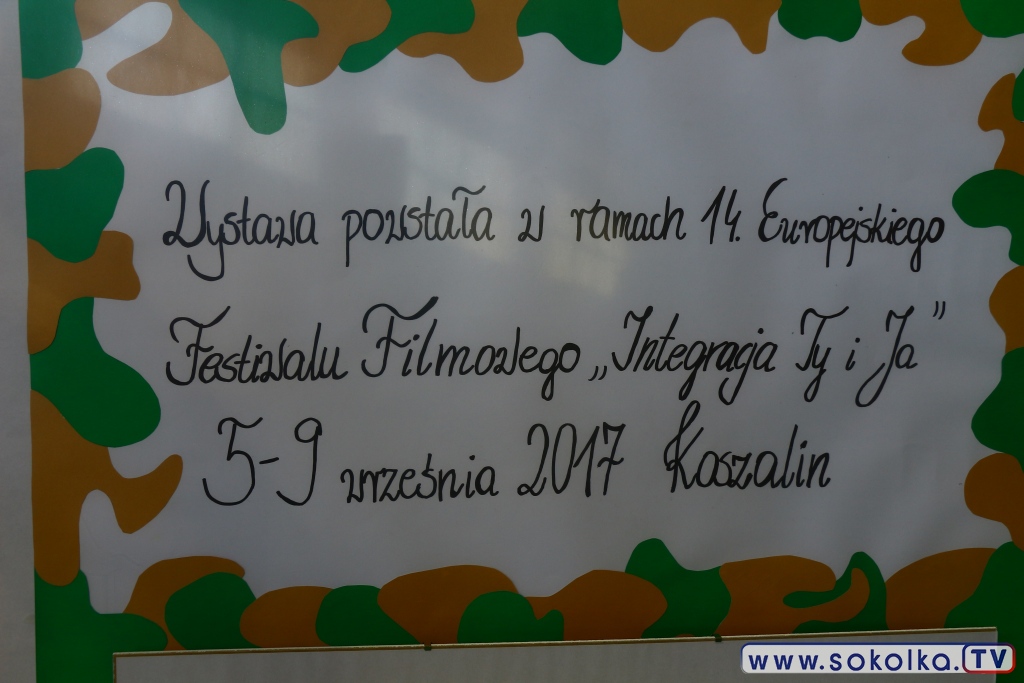 Wystawa powstała w ramach 14. Europejskiego
Festiwalu Filmowego „Integracja Ty i Ja”
5-9 września 2017 Koszalin
www.sokolka.TV